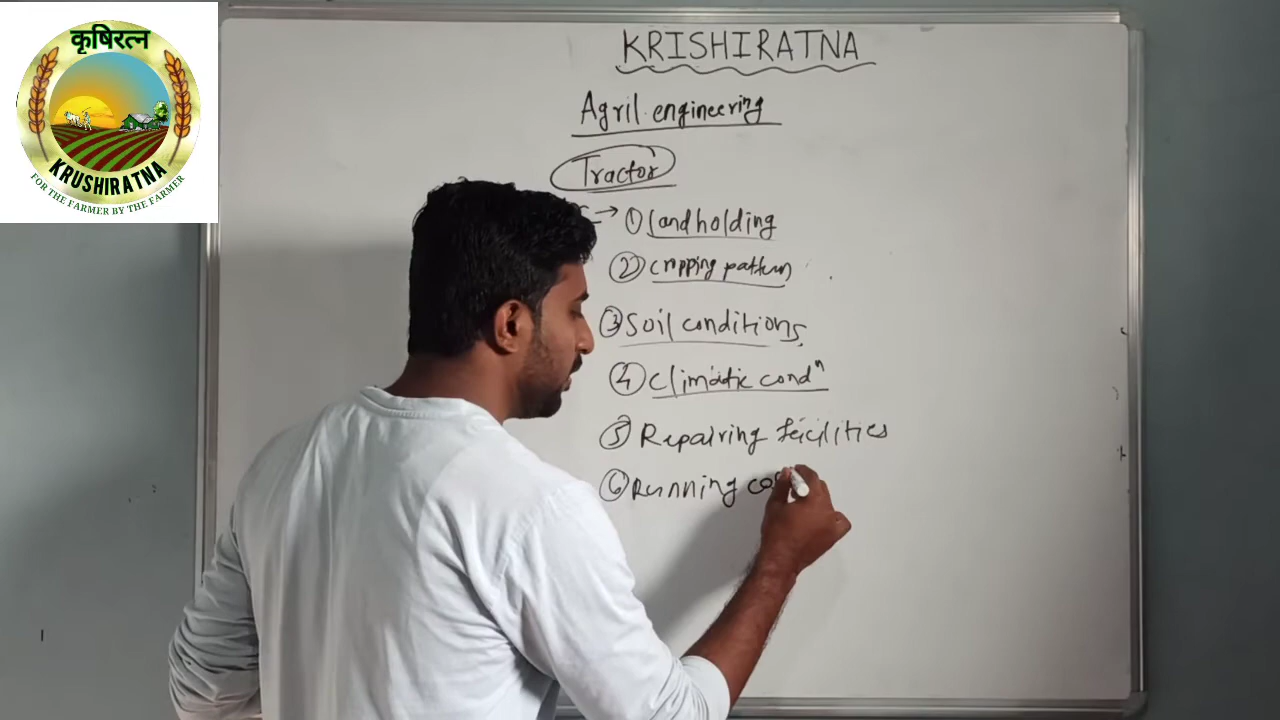 कृषिरत्न
KRUSHIRATNA
FOR THE FARMER BY THE FARMER
KRISHIRATNA
Agril. engineering
Tractor
→ ① Landholding
② cropping pattern
③ Soil conditions
④ climatic condⁿ
⑤ Repairing facilities
⑥ Running cos